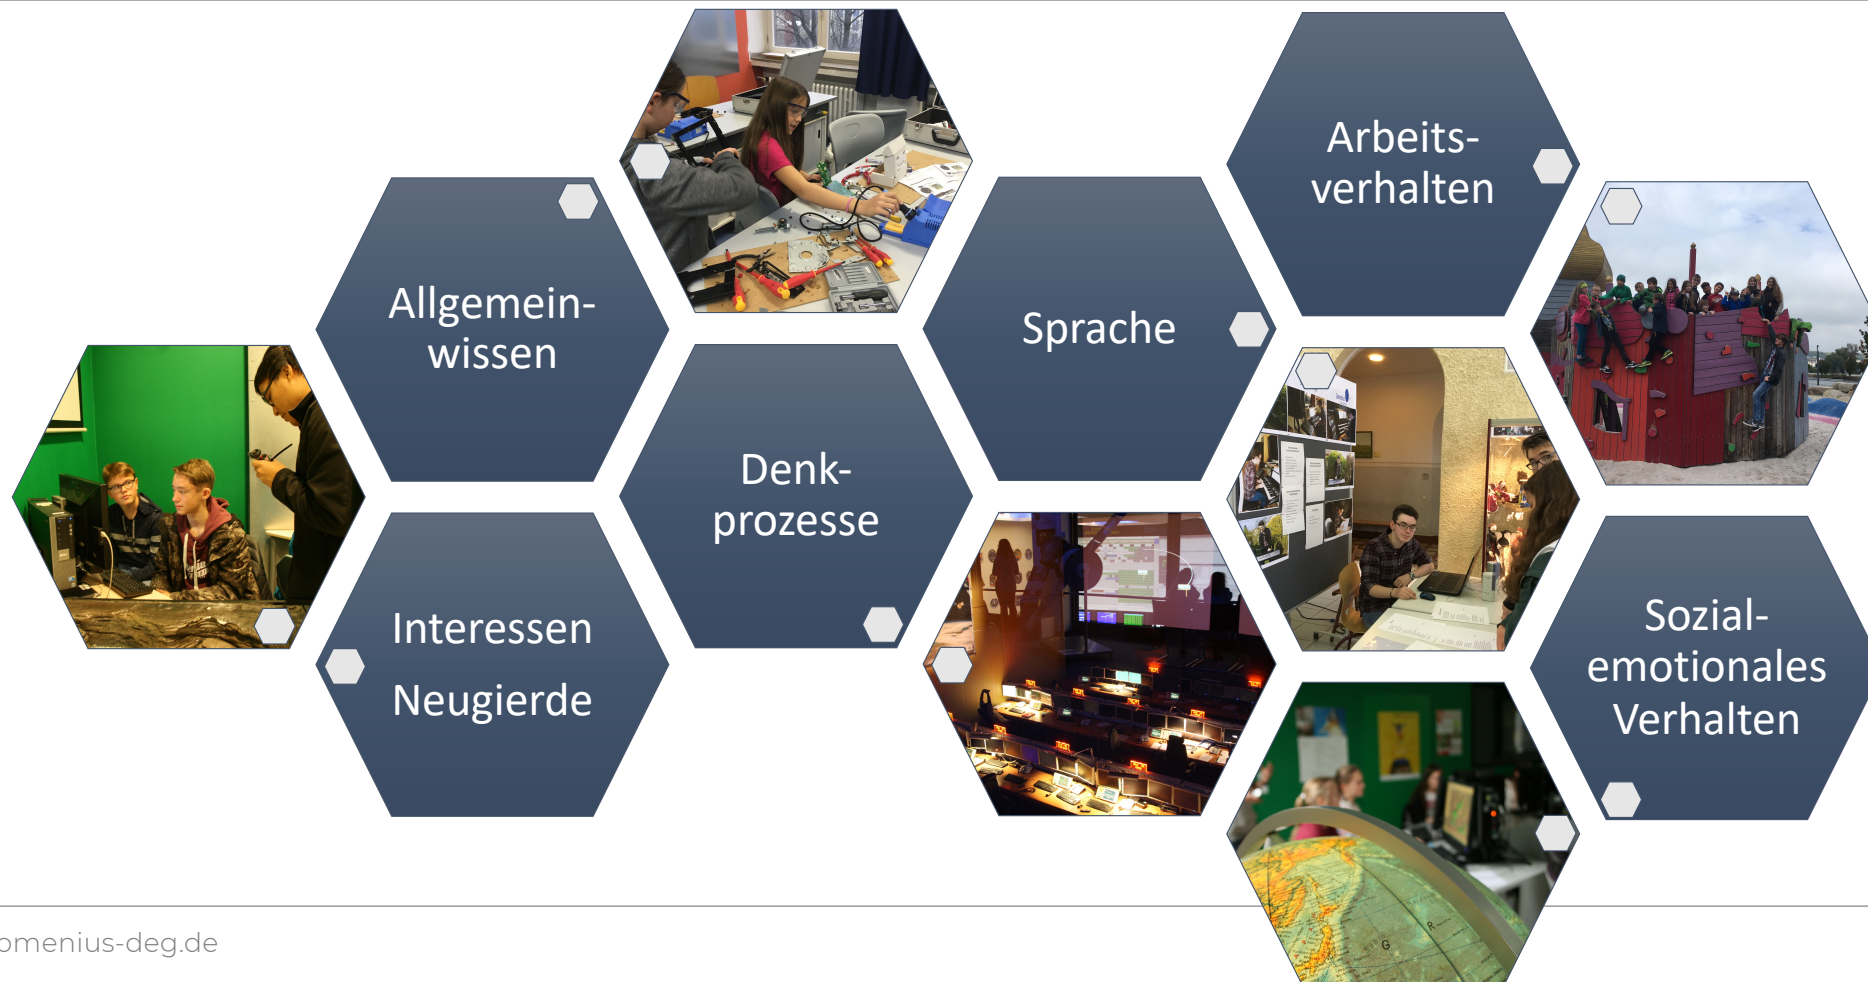 Allgemein-
wissen
Interessen
Neugierde
Denk-
prozesse
Sprache
Arbeits-
verhalten
Sozial-
emotionales
Verhalten
omenius-deg.de